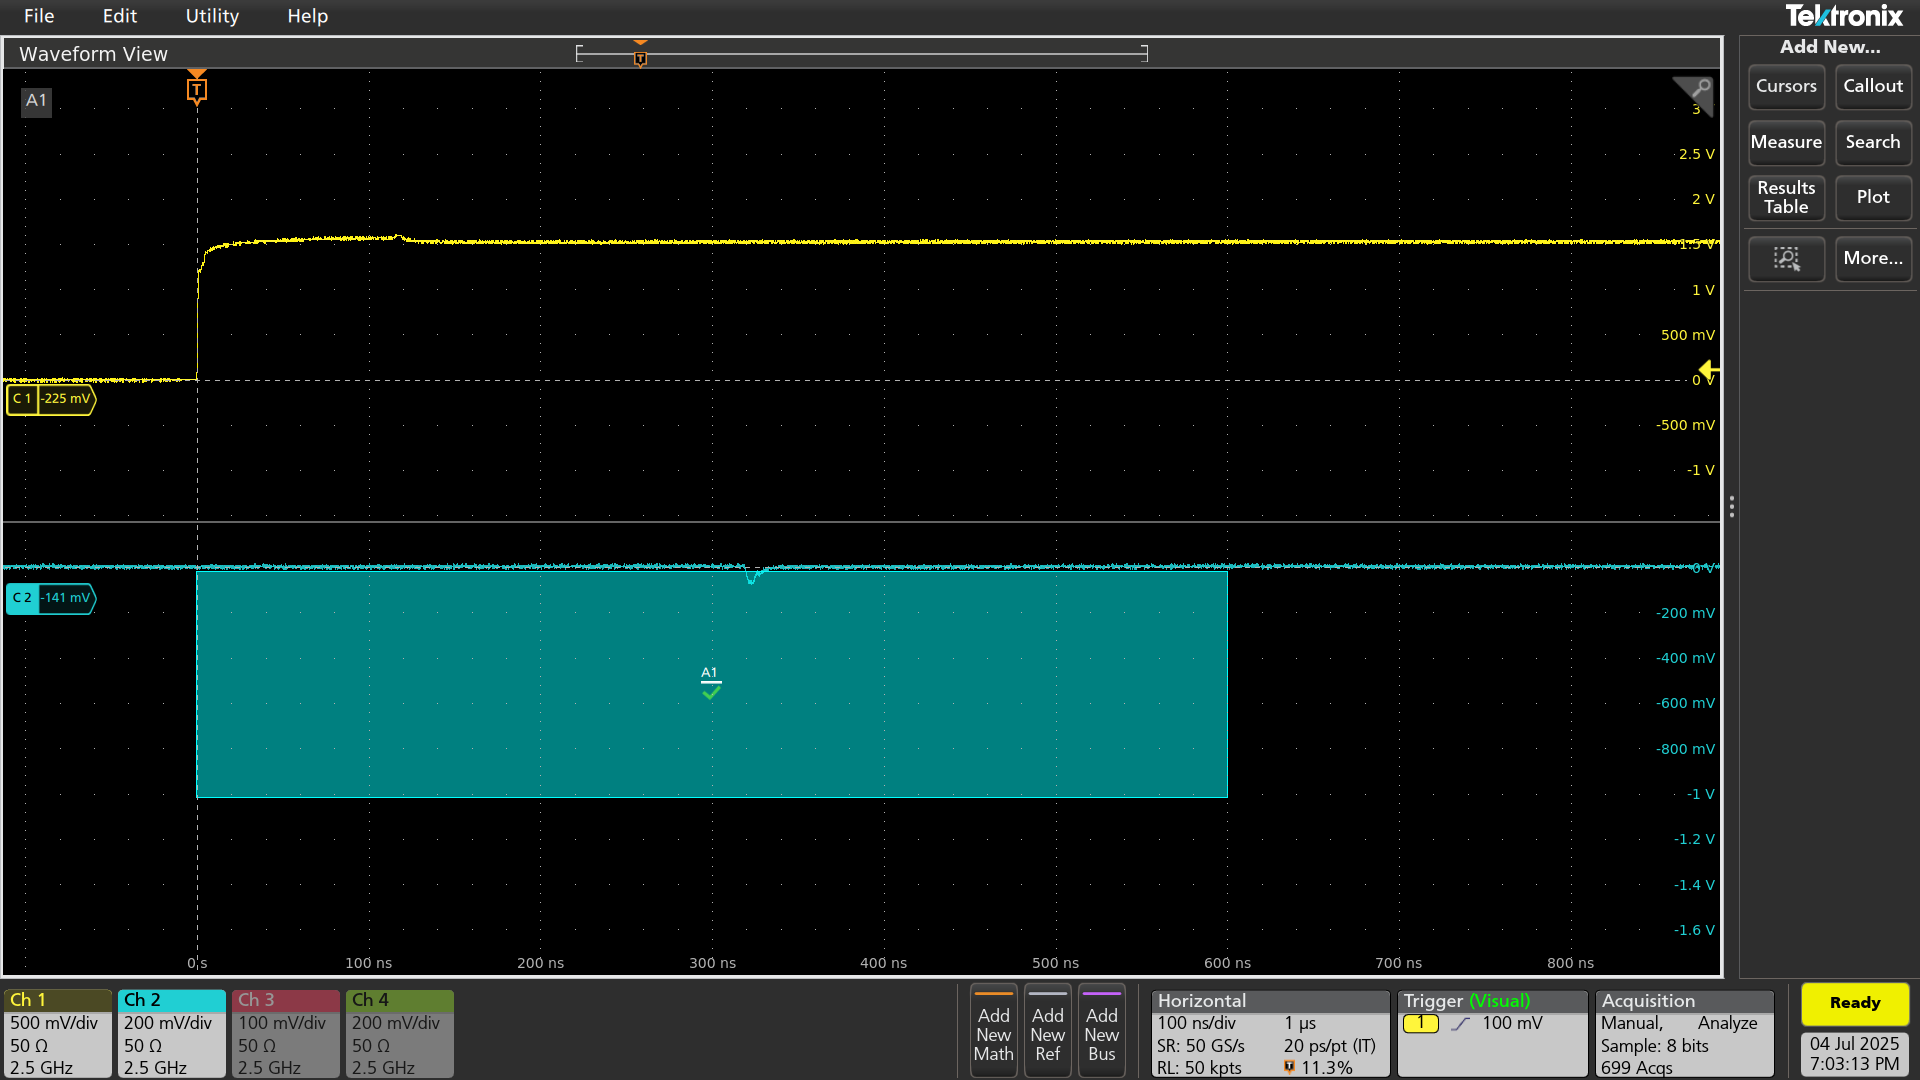 File Edit Utility Help
Tektronix
Waveform View
Add New...
T
T
A1
Cursors Callout
Measure Search
Results Table Plot
More...
3
2.5 V
2 V
1.5 V
1 V
500 mV
0 V
-500 mV
-1 V
C 1 -225 mV
0 V
C 2 -141 mV
-200 mV
-400 mV
A1
-600 mV
-800 mV
-1 V
-1.2 V
-1.4 V
-1.6 V
0 s 100 ns 200 ns 300 ns 400 ns 500 ns 600 ns 700 ns 800 ns
Ch 1
500 mV/div
50 Ω
2.5 GHz
Ch 2
200 mV/div
50 Ω
2.5 GHz
Ch 3
100 mV/div
50 Ω
2.5 GHz
Ch 4
200 mV/div
50 Ω
2.5 GHz
Add
New
Math
Add
New
Ref
Add
New
Bus
Horizontal
100 ns/div 1 µs
SR: 50 GS/s 20 ps/pt (IT)
RL: 50 kpts T 11.3%
Trigger (Visual)
1 100 mV
Acquisition
Manual, Analyze
Sample: 8 bits
699 Acqs
Ready
04 Jul 2025
7:03:13 PM